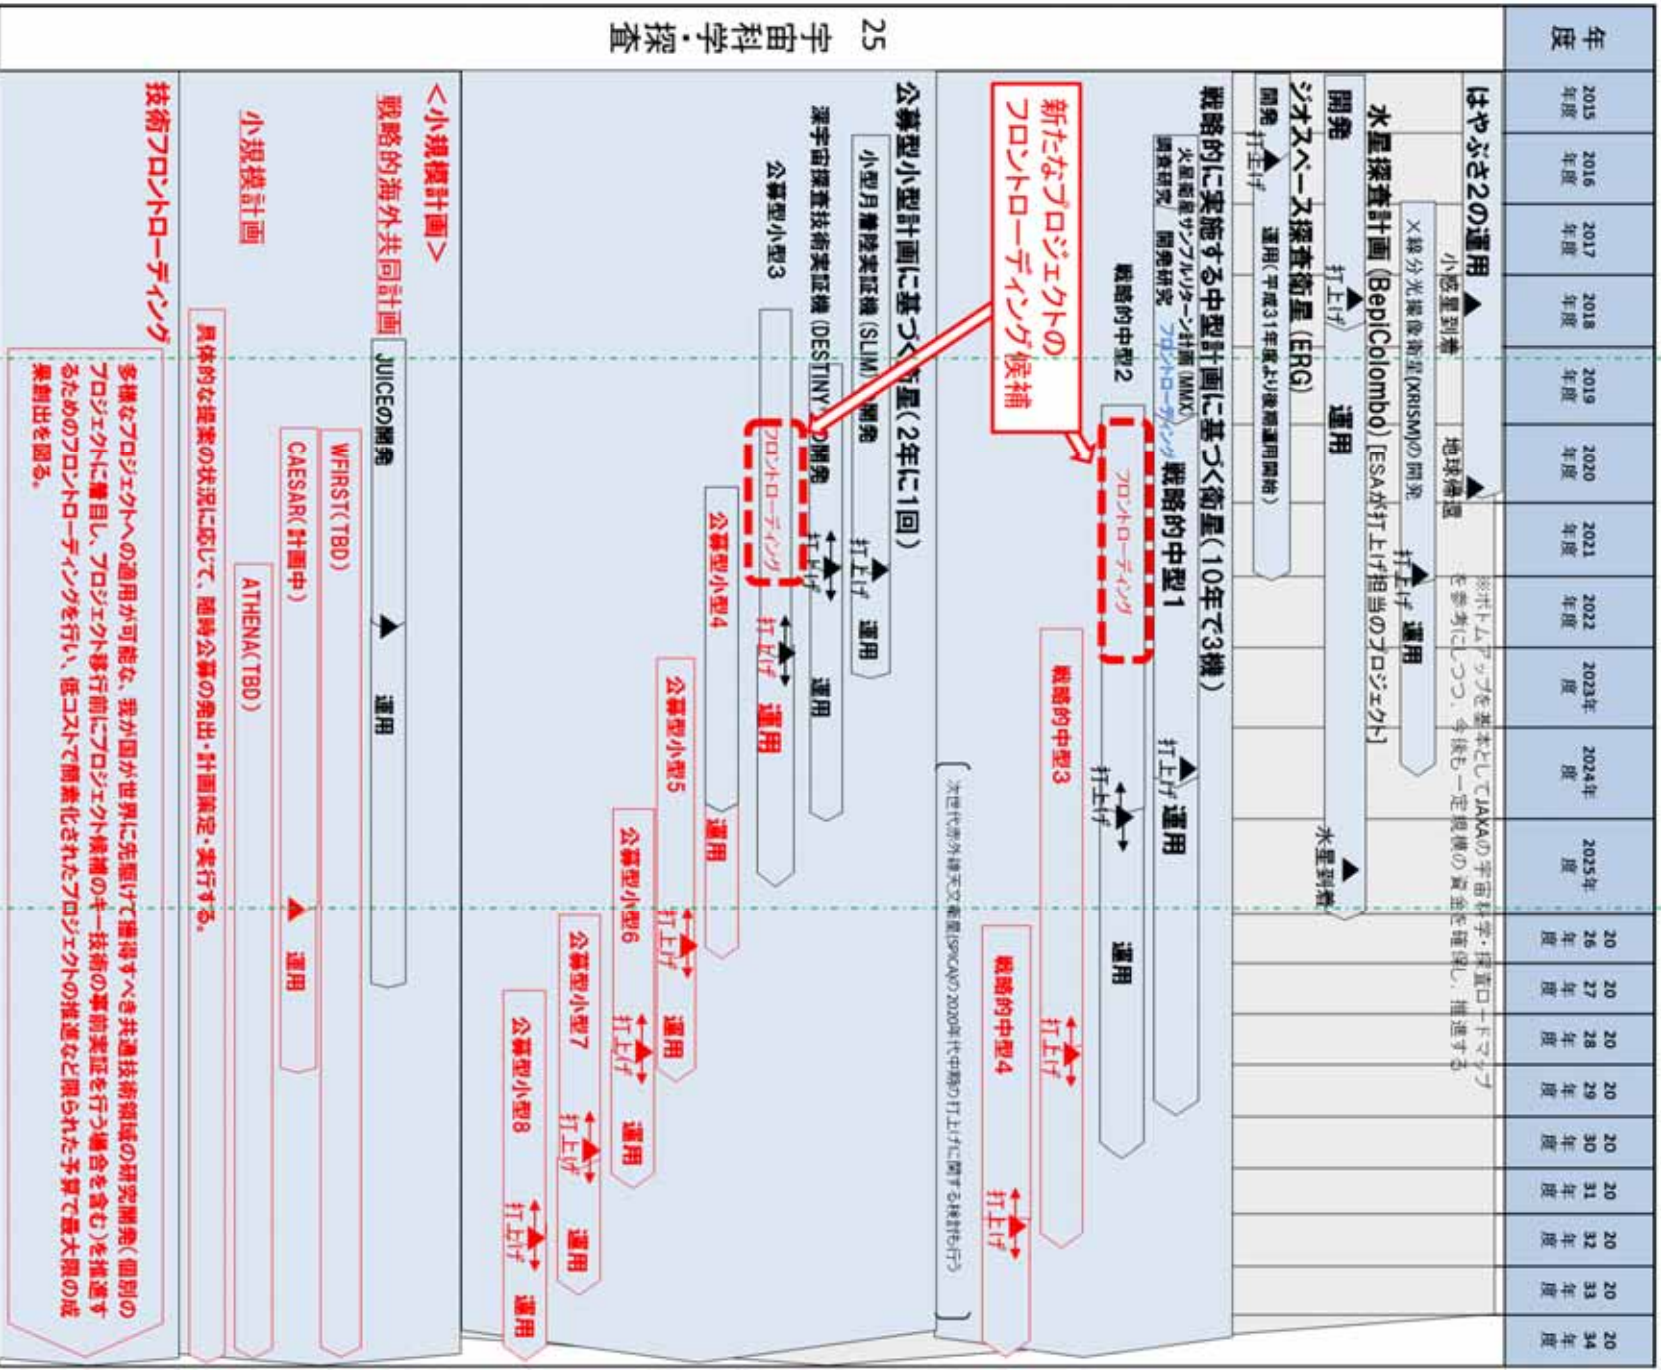 年度
2015年度
2016年度
2017年度
2018年度
2019年度
2020年度
2021年度
2022年度
2023年度
2024年度
2025年度
2026年度
2027年度
2028年度
2029年度
2030年度
2031年度
2032年度
2033年度
2034年度
25 宇宙科学・探査
はやぶさ2の運用
小惑星到着
地球帰還
※ボトムアップを基本としてJAXAの宇宙科学・探査ロードマップ
を参考にしつつ、今後も一定規模の資金を確保し、推進する
X線分光撮像衛星(XRISM)の開発
打上げ
運用
水星探査計画 (BepiColombo) [ESAが打上げ担当のプロジェクト]
開発
打上げ
運用
水星到着
ジオスペース探査衛星 (ERG)
開発
打上げ
運用(平成31年度より後期運用開始)
戦略的に実施する中型計画に基づく衛星(10年で3機)
火星衛星サンプルリターン計画 (MMX)
調査研究
開発研究
フロントローディング
戦略的中型1
打上げ
運用
戦略的中型2
フロントローディング
打上げ
運用
戦略的中型3
打上げ
戦略的中型4
打上げ
新たなプロジェクトの
フロントローディング候補
次世代赤外線天文衛星(SPICA)の2020年代中期の打上げに関する検討も行う
公募型小型計画に基づく衛星(2年に1回)
小型月着陸実証機 (SLIM)の開発
打上げ
運用
深宇宙探査技術実証機 (DESTINY+)の開発
打上げ
運用
公募型小型3
フロントローディング
打上げ
運用
公募型小型4
運用
公募型小型5
打上げ
運用
公募型小型6
打上げ
運用
公募型小型7
打上げ
運用
公募型小型8
打上げ
運用
<小規模計画>
戦略的海外共同計画
JUICEの開発
運用
WFIRST(TBD)
CAESAR(計画中)
運用
ATHENA(TBD)
小規模計画
具体的な提案の状況に応じて、随時公募の発出・計画策定・実行する。
技術フロントローディング
多様なプロジェクトへの適用が可能な、我が国が世界に先駆けて獲得すべき共通技術領域の研究開発(個別の
プロジェクトに着目し、プロジェクト移行前にプロジェクト候補のキー技術の事前実証を行う場合を含む)を推進す
るためのフロントローディングを行い、低コストで簡素化されたプロジェクトの推進など限られた予算で最大限の成
果創出を図る。